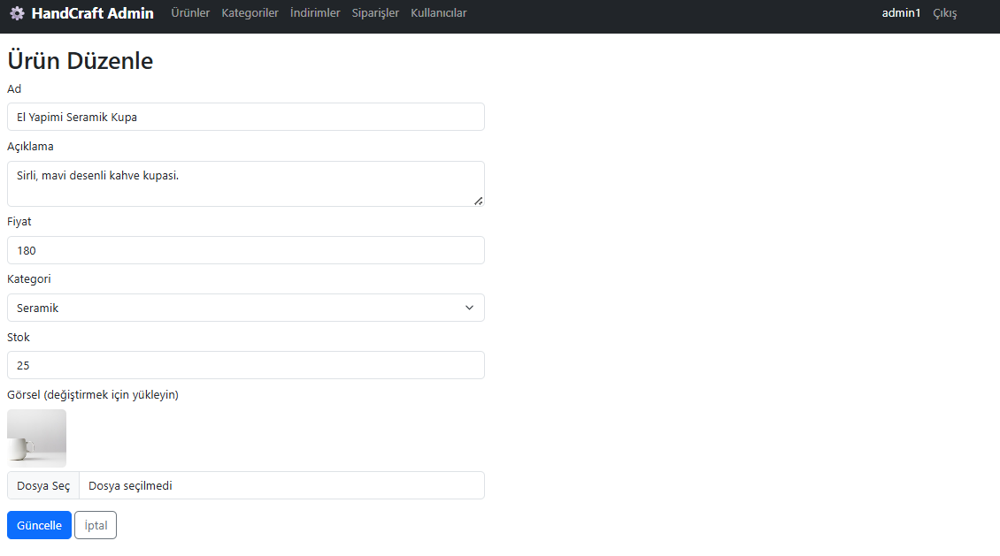 HandCraft Admin Ürünler Kategoriler İndirimler Siparişler Kullanıcılar admin1 Çıkış
Ürün Düzenle
Ad
El Yapimi Seramik Kupa
Açıklama
Sirli, mavi desenli kahve kupasi.
Fiyat
180
Kategori
Seramik
Stok
25
Görsel (değiştirmek için yükleyin)
Dosya Seç Dosya seçilmedi
Güncelle İptal